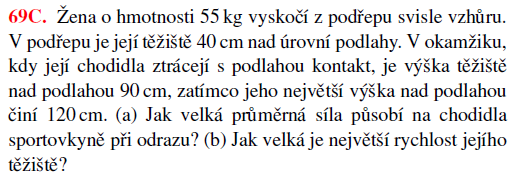 69C. Žena o hmotnosti 55 kg vyskočí z podřepu svisle vzhůru.
V podřepu je její těžiště 40 cm nad úrovní podlahy. V okamžiku,
kdy její chodidla ztrácejí s podlahou kontakt, je výška těžiště
nad podlahou 90 cm, zatímco jeho největší výška nad podlahou
činí 120 cm. (a) Jak velká průměrná síla působí na chodidla
sportovkyně při odrazu? (b) Jak velká je největší rychlost jejího
těžiště?